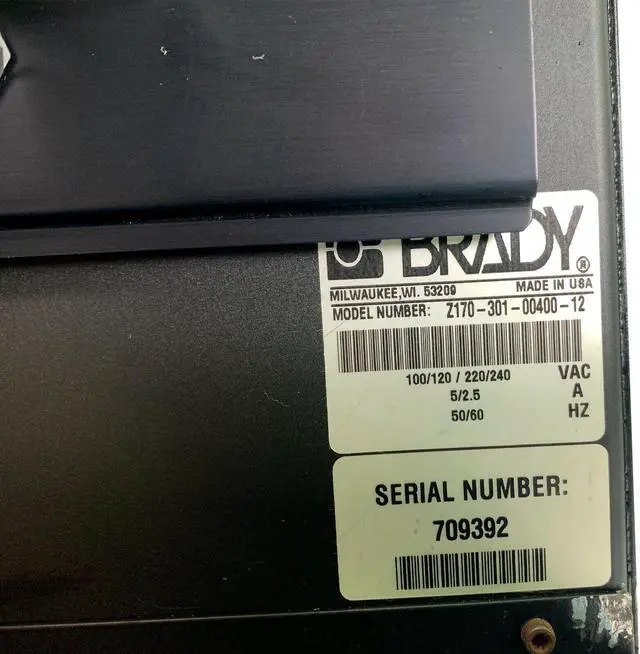 BRADY®
MILWAUKEE,WI. 53209 MADE IN USA
MODEL NUMBER: Z170-301-00400-12
100/120 / 220/240 VAC
5/2.5 A
50/60 HZ
SERIAL NUMBER:
709392